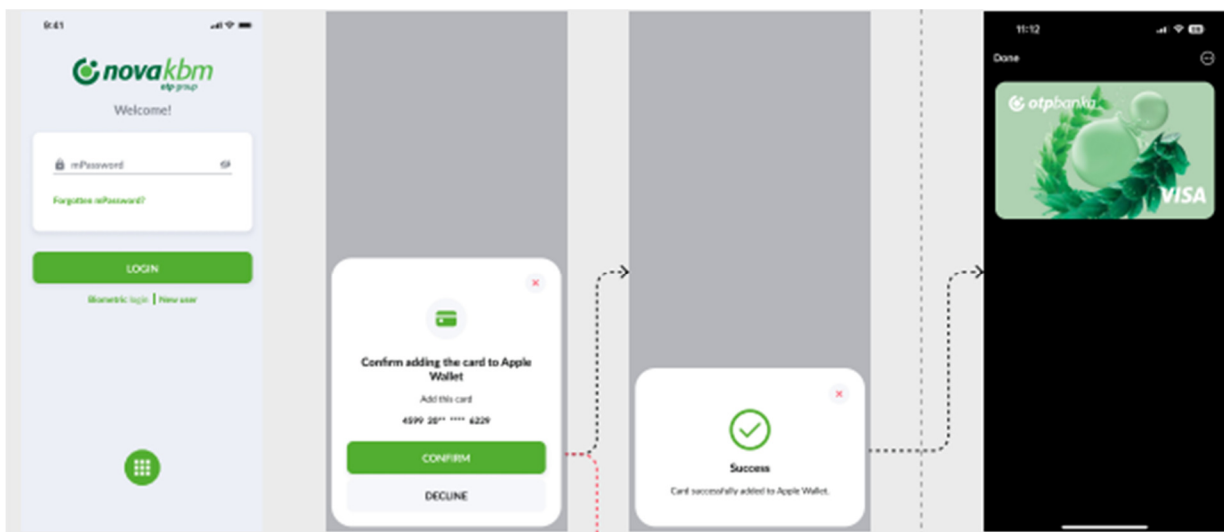 9:41
novakbm
otp group
Welcome!
mPassword
Forgotten mPassword?
LOGIN
Biometric login | New user
Confirm adding the card to Apple
Wallet
Add this card
4599 20** **** 6229
CONFIRM
DECLINE
Success
Card successfully added to Apple Wallet.
11:12
Done
otpbanka
VISA